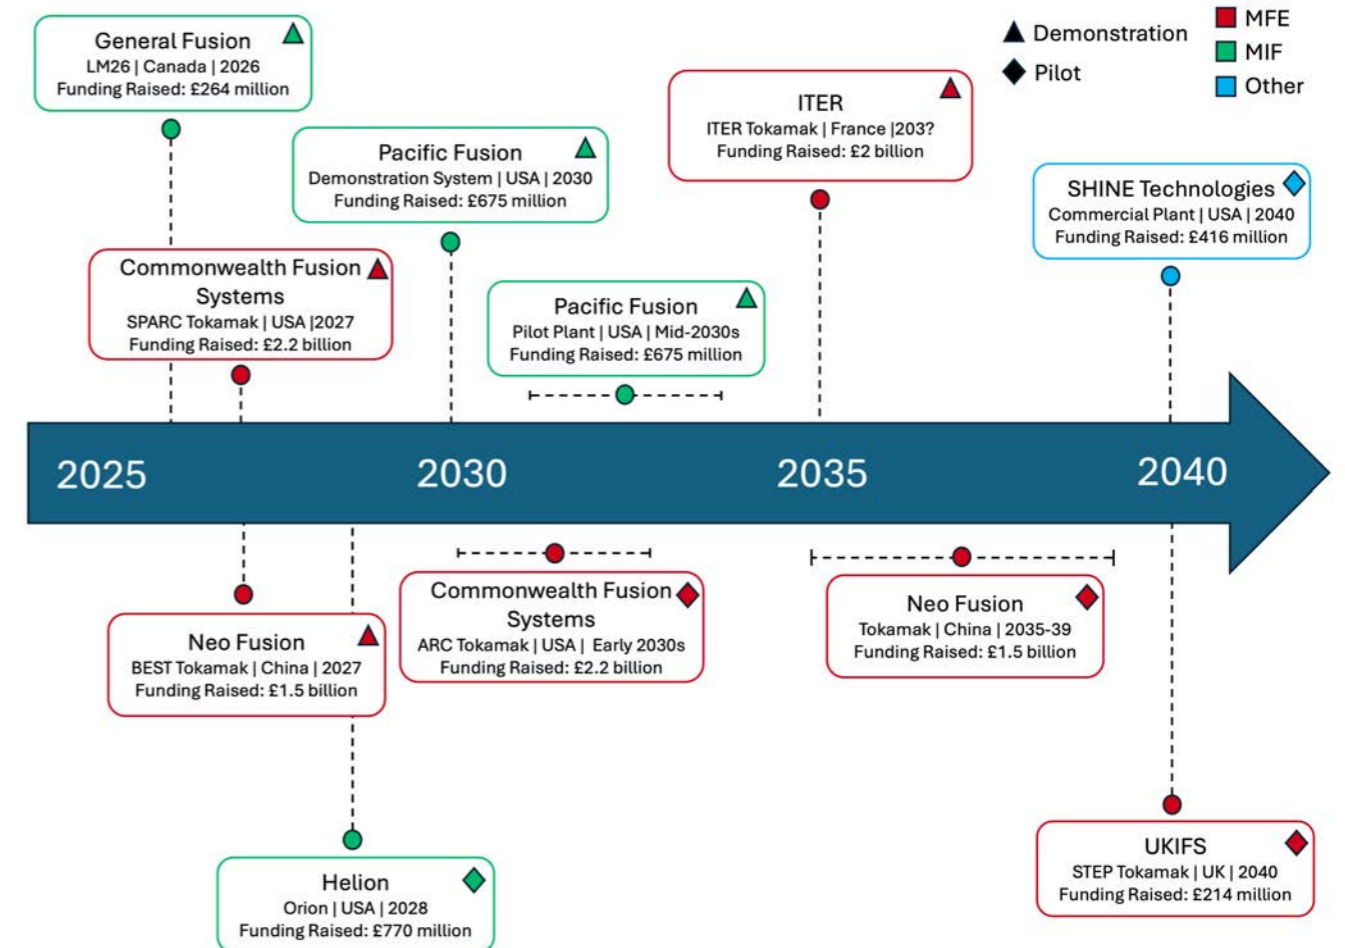 General Fusion
LM26 | Canada | 2026
Funding Raised: £264 million
Demonstration
Pilot
MFE
MIF
Other
ITER
ITER Tokamak | France |203?
Funding Raised: £2 billion
Pacific Fusion
Demonstration System | USA | 2030
Funding Raised: £675 million
SHINE Technologies
Commercial Plant | USA | 2040
Funding Raised: £416 million
Commonwealth Fusion
Systems
SPARC Tokamak | USA |2027
Funding Raised: £2.2 billion
Pacific Fusion
Pilot Plant | USA | Mid-2030s
Funding Raised: £675 million
2025
2030
2035
2040
Neo Fusion
BEST Tokamak | China | 2027
Funding Raised: £1.5 billion
Commonwealth Fusion
Systems
ARC Tokamak | USA | Early 2030s
Funding Raised: £2.2 billion
Neo Fusion
Tokamak | China | 2035-39
Funding Raised: £1.5 billion
Helion
Orion | USA | 2028
Funding Raised: £770 million
UKIFS
STEP Tokamak | UK | 2040
Funding Raised: £214 million